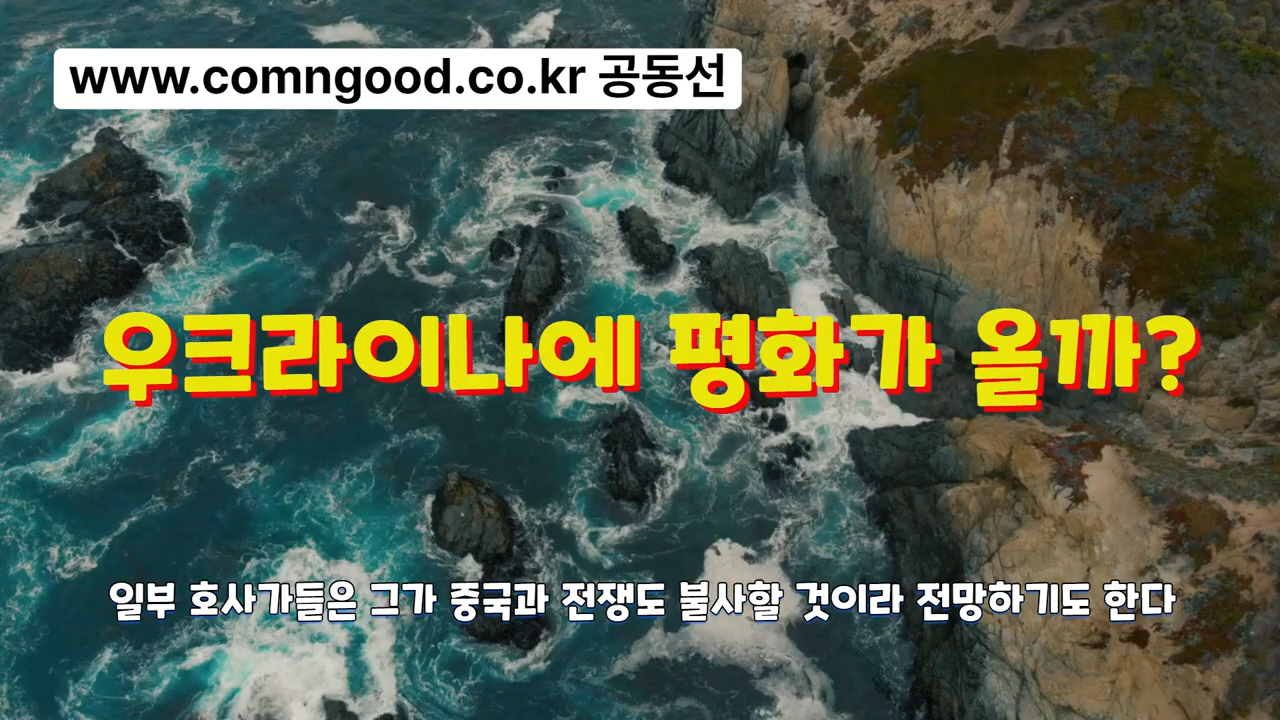 www.comngood.co.kr 공동선
우크라이나에 평화가 올까?
일부 호사가들은 그가 중국과 전쟁도 불사할 것이라 전망하기도 한다